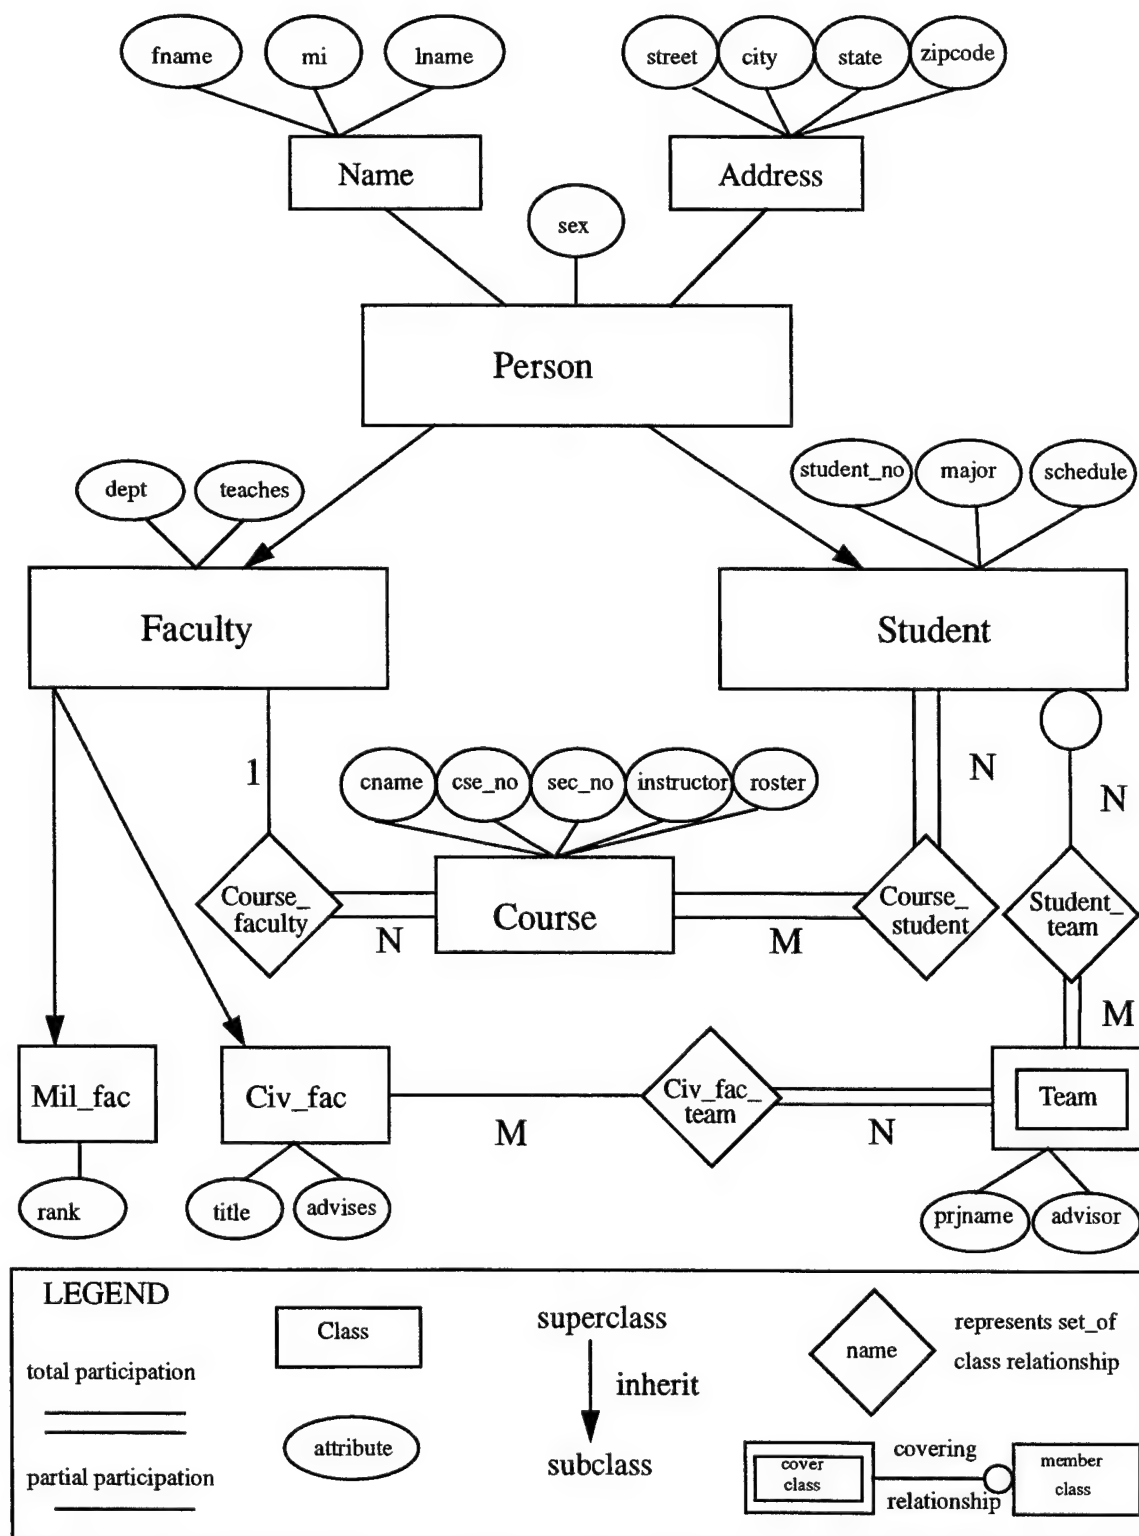 fname mi lname street city state zipcode
Name Address
sex
Person
dept teaches student_no major schedule
Faculty Student
1 cname cse_no sec_no instructor roster N N
Course_
faculty
N
Course
M
Course_
student
Student_
team
M
Mil_fac Civ_fac
M
Civ_fac_
team
N
Team
rank title advises prjname advisor
LEGEND
total participation
partial participation
Class
attribute
superclass
inherit
subclass
name
represents set_of
class relationship
cover
class
covering
relationship
member
class